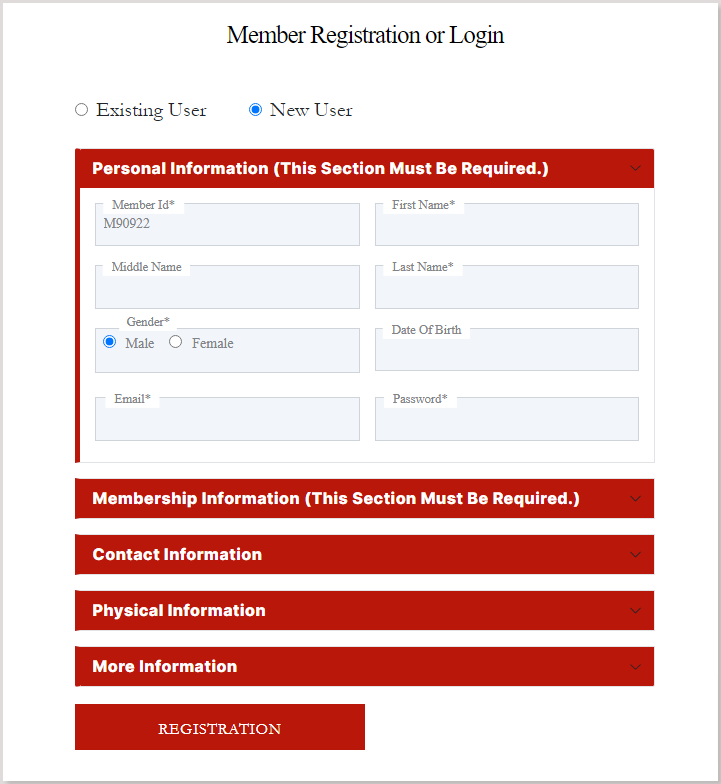 Member Registration or Login
Existing User New User
Personal Information (This Section Must Be Required.)
Member Id* First Name*
M90922
Middle Name Last Name*
Gender* Date Of Birth
Male Female
Email* Password*
Membership Information (This Section Must Be Required.)
Contact Information
Physical Information
More Information
REGISTRATION